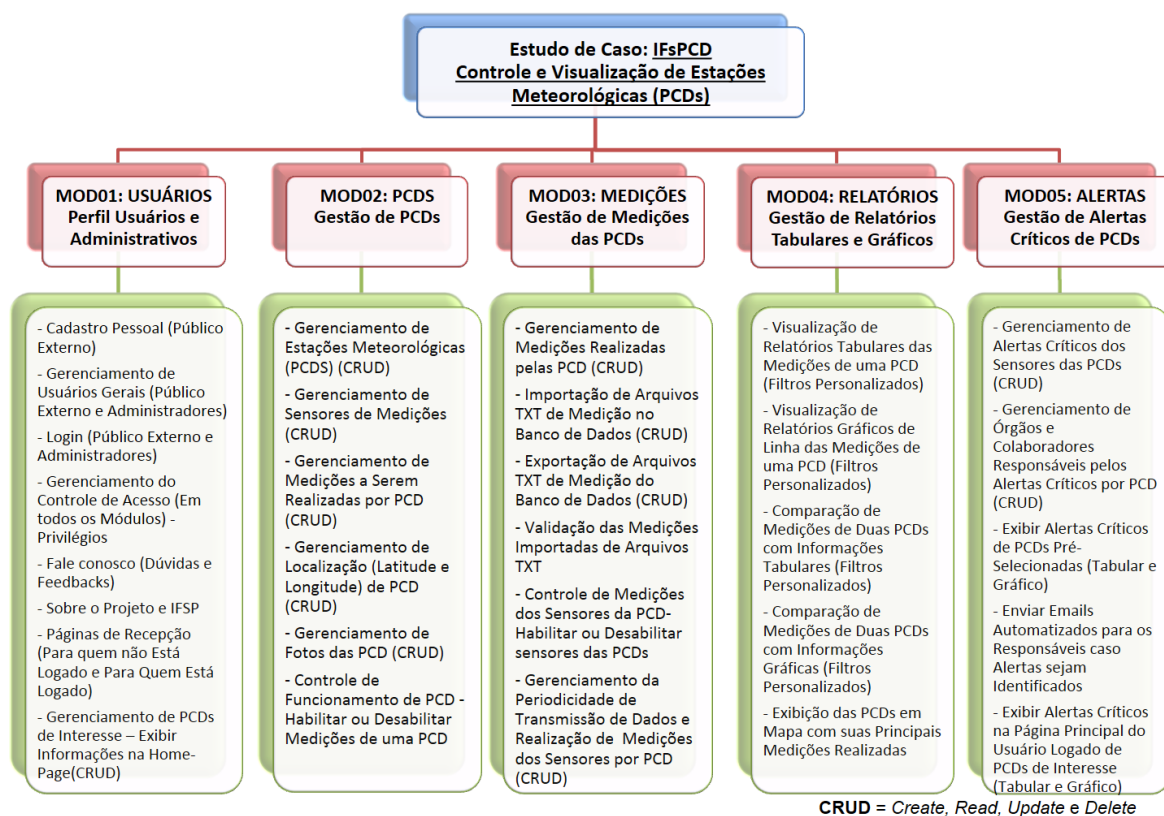 Estudo de Caso: IFsPCD
Controle e Visualização de Estações
Meteorológicas (PCDs)
MOD01: USUÁRIOS
Perfil Usuários e
Administrativos
- Cadastro Pessoal (Público
Externo)
- Gerenciamento de
Usuários Gerais (Público
Externo e Administradores)
- Login (Público Externo e
Administradores)
- Gerenciamento do
Controle de Acesso (Em
todos os Módulos) -
Privilégios
- Fale conosco (Dúvidas e
Feedbacks)
- Sobre o Projeto e IFSP
- Páginas de Recepção
(Para quem não Está
Logado e Para Quem Está
Logado)
- Gerenciamento de PCDs
de Interesse – Exibir
Informações na Home-
Page(CRUD)
MOD02: PCDS
Gestão de PCDs
- Gerenciamento de
Estações Meteorológicas
(PCDS) (CRUD)
- Gerenciamento de
Sensores de Medições
(CRUD)
- Gerenciamento de
Medições a Serem
Realizadas por PCD
(CRUD)
- Gerenciamento de
Localização (Latitude e
Longitude) de PCD
(CRUD)
- Gerenciamento de
Fotos das PCD (CRUD)
- Controle de
Funcionamento de PCD -
Habilitar ou Desabilitar
Medições de uma PCD
MOD03: MEDIÇÕES
Gestão de Medições
das PCDs
- Gerenciamento de
Medições Realizadas
pelas PCD (CRUD)
- Importação de Arquivos
TXT de Medição no
Banco de Dados (CRUD)
- Exportação de Arquivos
TXT de Medição do
Banco de Dados (CRUD)
- Validação das Medições
Importadas de Arquivos
TXT
- Controle de Medições
dos Sensores da PCD-
Habilitar ou Desabilitar
sensores das PCDs
- Gerenciamento da
Periodicidade de
Transmissão de Dados e
Realização de Medições
dos Sensores por PCD
(CRUD)
MOD04: RELATÓRIOS
Gestão de Relatórios
Tabulares e Gráficos
- Visualização de
Relatórios Tabulares das
Medições de uma PCD
(Filtros Personalizados)
- Visualização de
Relatórios Gráficos de
Linha das Medições de
uma PCD (Filtros
Personalizados)
- Comparação de
Medições de Duas PCDs
com Informações
Tabulares (Filtros
Personalizados)
- Comparação de
Medições de Duas PCDs
com Informações
Gráficas (Filtros
Personalizados)
- Exibição das PCDs em
Mapa com suas Principais
Medições Realizadas
MOD05: ALERTAS
Gestão de Alertas
Críticos de PCDs
- Gerenciamento de
Alertas Críticos dos
Sensores das PCDs
(CRUD)
- Gerenciamento de
Órgãos e
Colaboradores
Responsáveis pelos
Alertas Críticos por PCD
(CRUD)
- Exibir Alertas Críticos
de PCDs Pré-
Selecionadas (Tabular e
Gráfico)
- Enviar Emails
Automatizados para os
Responsáveis caso
Alertas sejam
Identificados
- Exibir Alertas Críticos
na Página Principal do
Usuário Logado de
PCDs de Interesse
(Tabular e Gráfico)
CRUD = Create, Read, Update e Delete